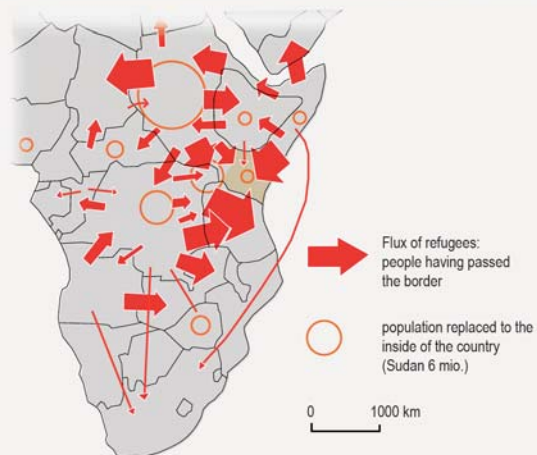 Flux of refugees:
people having passed
the border
population replaced to the
inside of the country
(Sudan 6 mio.)
0 1000 km